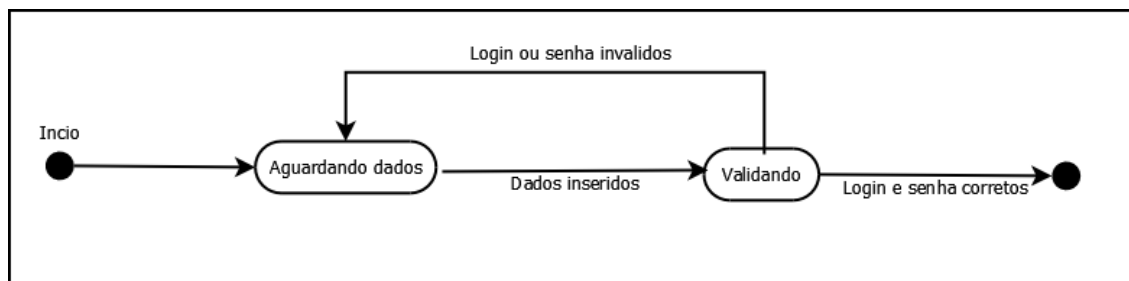 Login ou senha invalidos
Incio
Aguardando dados
Dados inseridos
Validando
Login e senha corretos